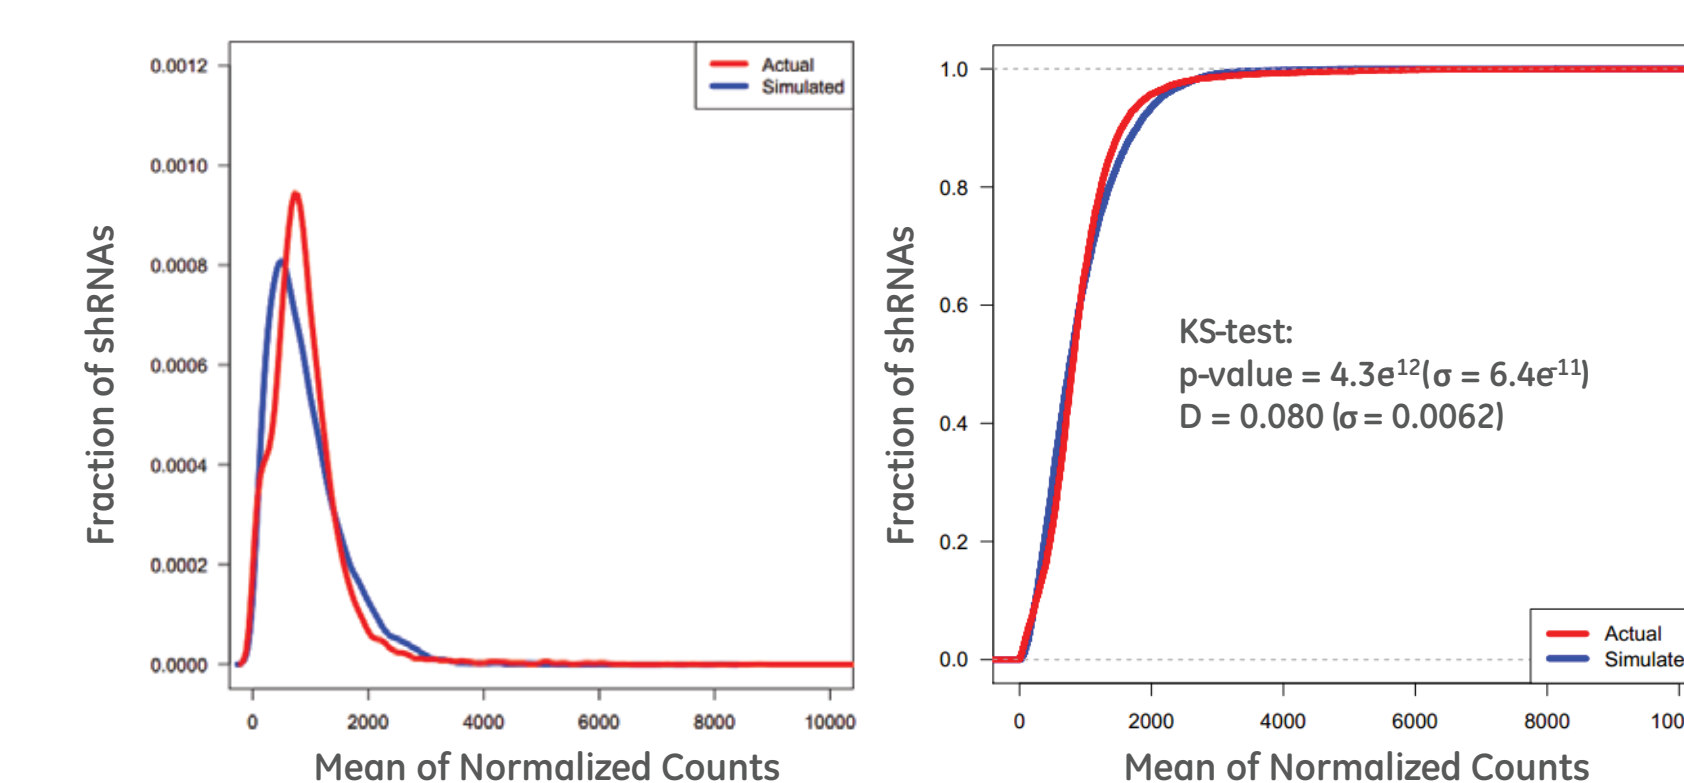 Fraction of shRNAs
0.0012
0.0010
0.0008
0.0006
0.0004
0.0002
0.0000
Actual
Simulated
0 2000 4000 6000 8000 10000
Mean of Normalized Counts
Fraction of shRNAs
1.0
0.8
0.6
0.4
0.2
0.0
KS-test:
p-value = 4.3e¹²(σ = 6.4e⁻¹¹)
D = 0.080 (σ = 0.0062)
Actual
Simulate
0 2000 4000 6000 8000 100
Mean of Normalized Counts